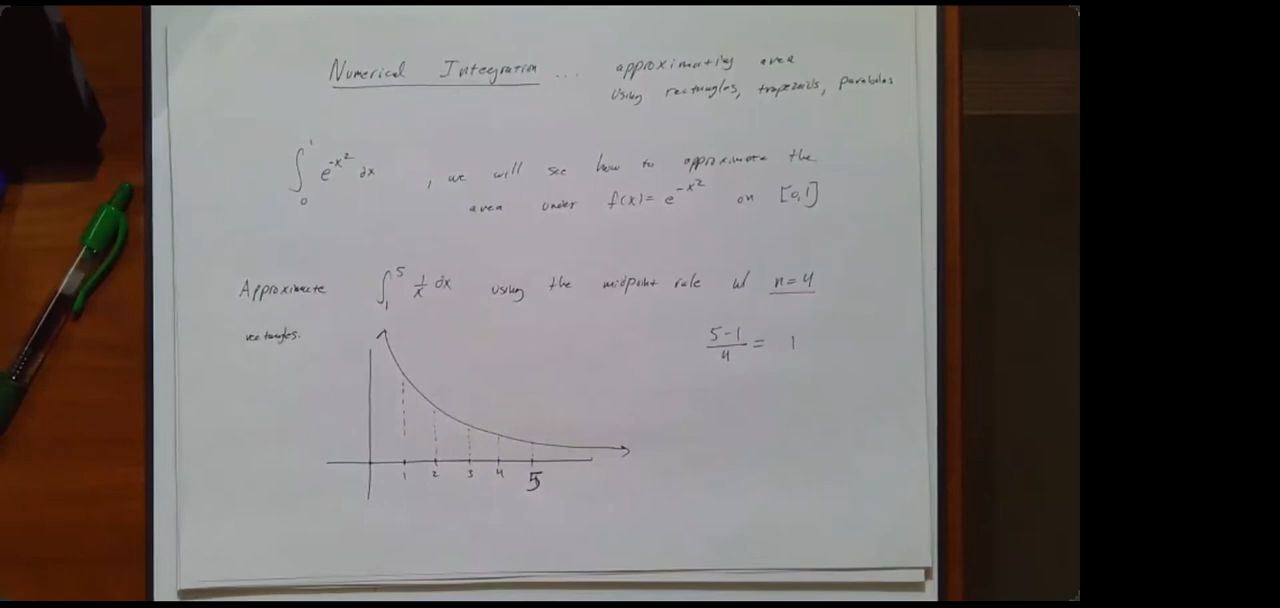 Numerical Integration ... approximating area
using rectangles, trapezoids, parabolas
∫₀¹ e^(-x²) dx , we will see how to approximate the
area under f(x) = e^(-x²) on [0,1]
Approximate ∫₁⁵ 1/x dx using the midpoint rule w/ n=4
rectangles.
(5-1)/4 = 1
1 2 3 4 5